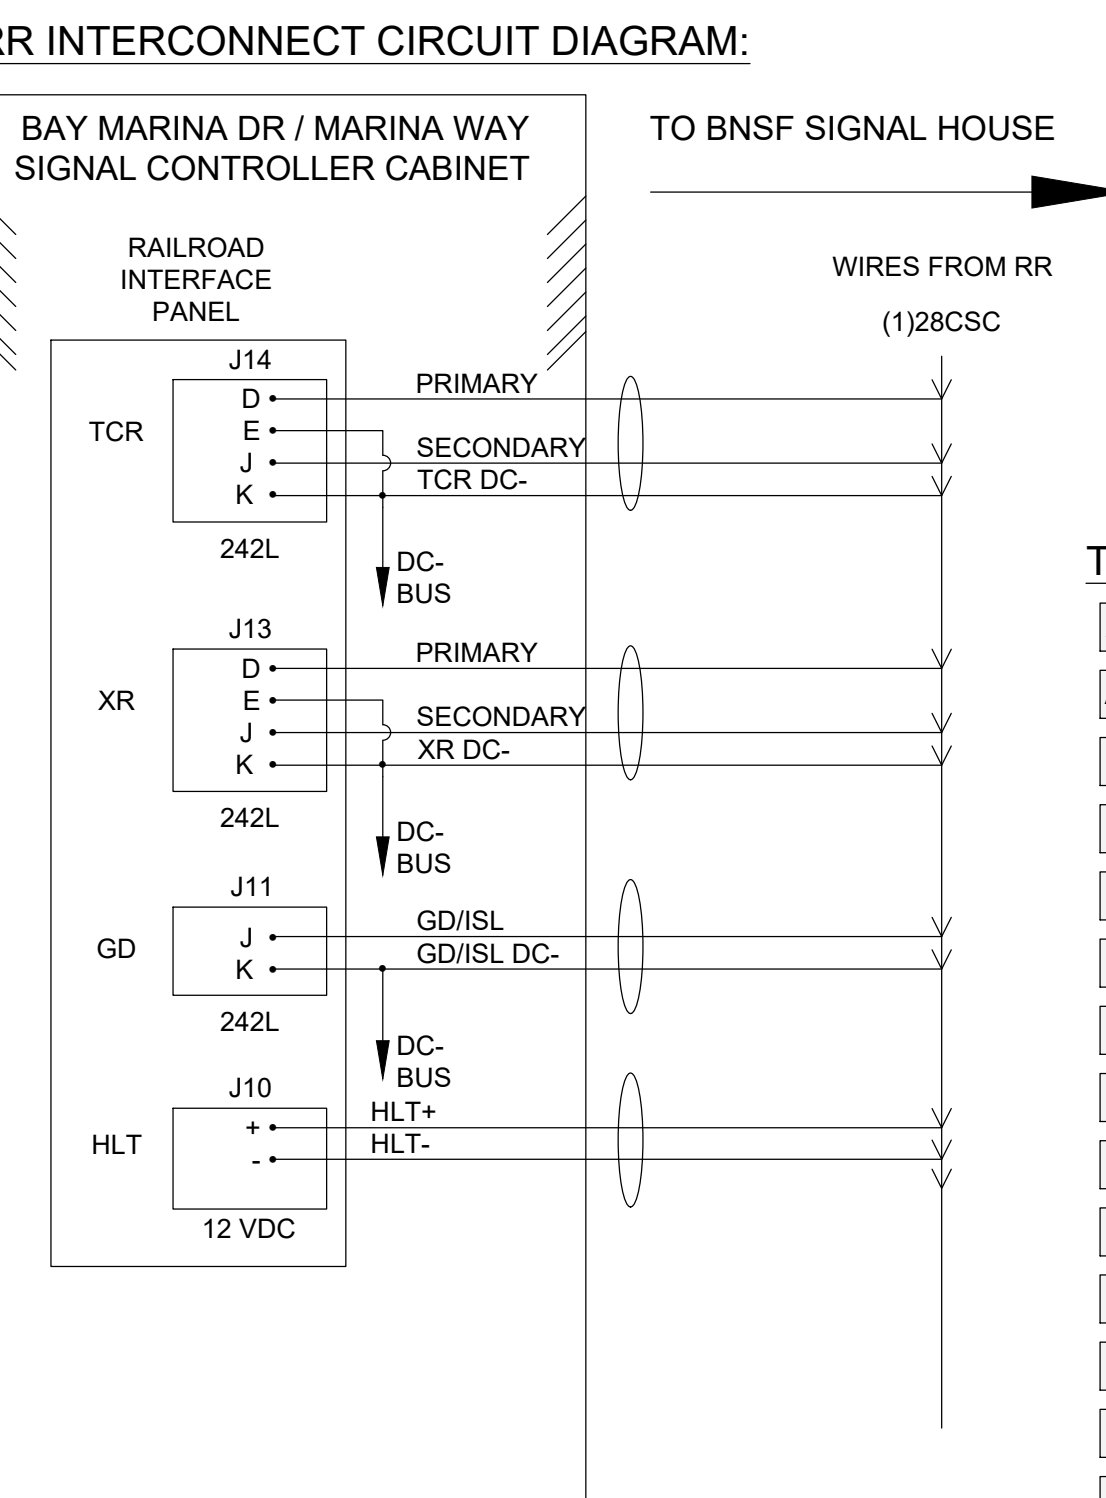 RR INTERCONNECT CIRCUIT DIAGRAM:
BAY MARINA DR / MARINA WAY
SIGNAL CONTROLLER CABINET
TO BNSF SIGNAL HOUSE
RAILROAD
INTERFACE
PANEL
WIRES FROM RR
(1)28CSC
J14
TCR
D
E
J
K
242L
PRIMARY
SECONDARY
TCR DC-
DC-
BUS
J13
XR
D
E
J
K
242L
PRIMARY
SECONDARY
XR DC-
DC-
BUS
J11
GD
J
K
242L
GD/ISL
GD/ISL DC-
DC-
BUS
J10
HLT
+
-
12 VDC
HLT+
HLT-
T